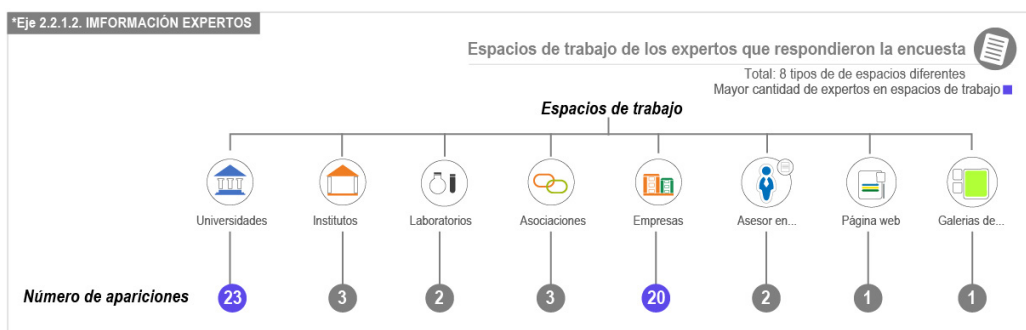 *Eje 2.2.1.2. IMFORMACIÓN EXPERTOS
Espacios de trabajo de los expertos que respondieron la encuesta
Total: 8 tipos de de espacios diferentes
Mayor cantidad de expertos en espacios de trabajo
Espacios de trabajo
Universidades Institutos Laboratorios Asociaciones Empresas Asesor en... Página web Galerias de...
Número de apariciones 23 3 2 3 20 2 1 1